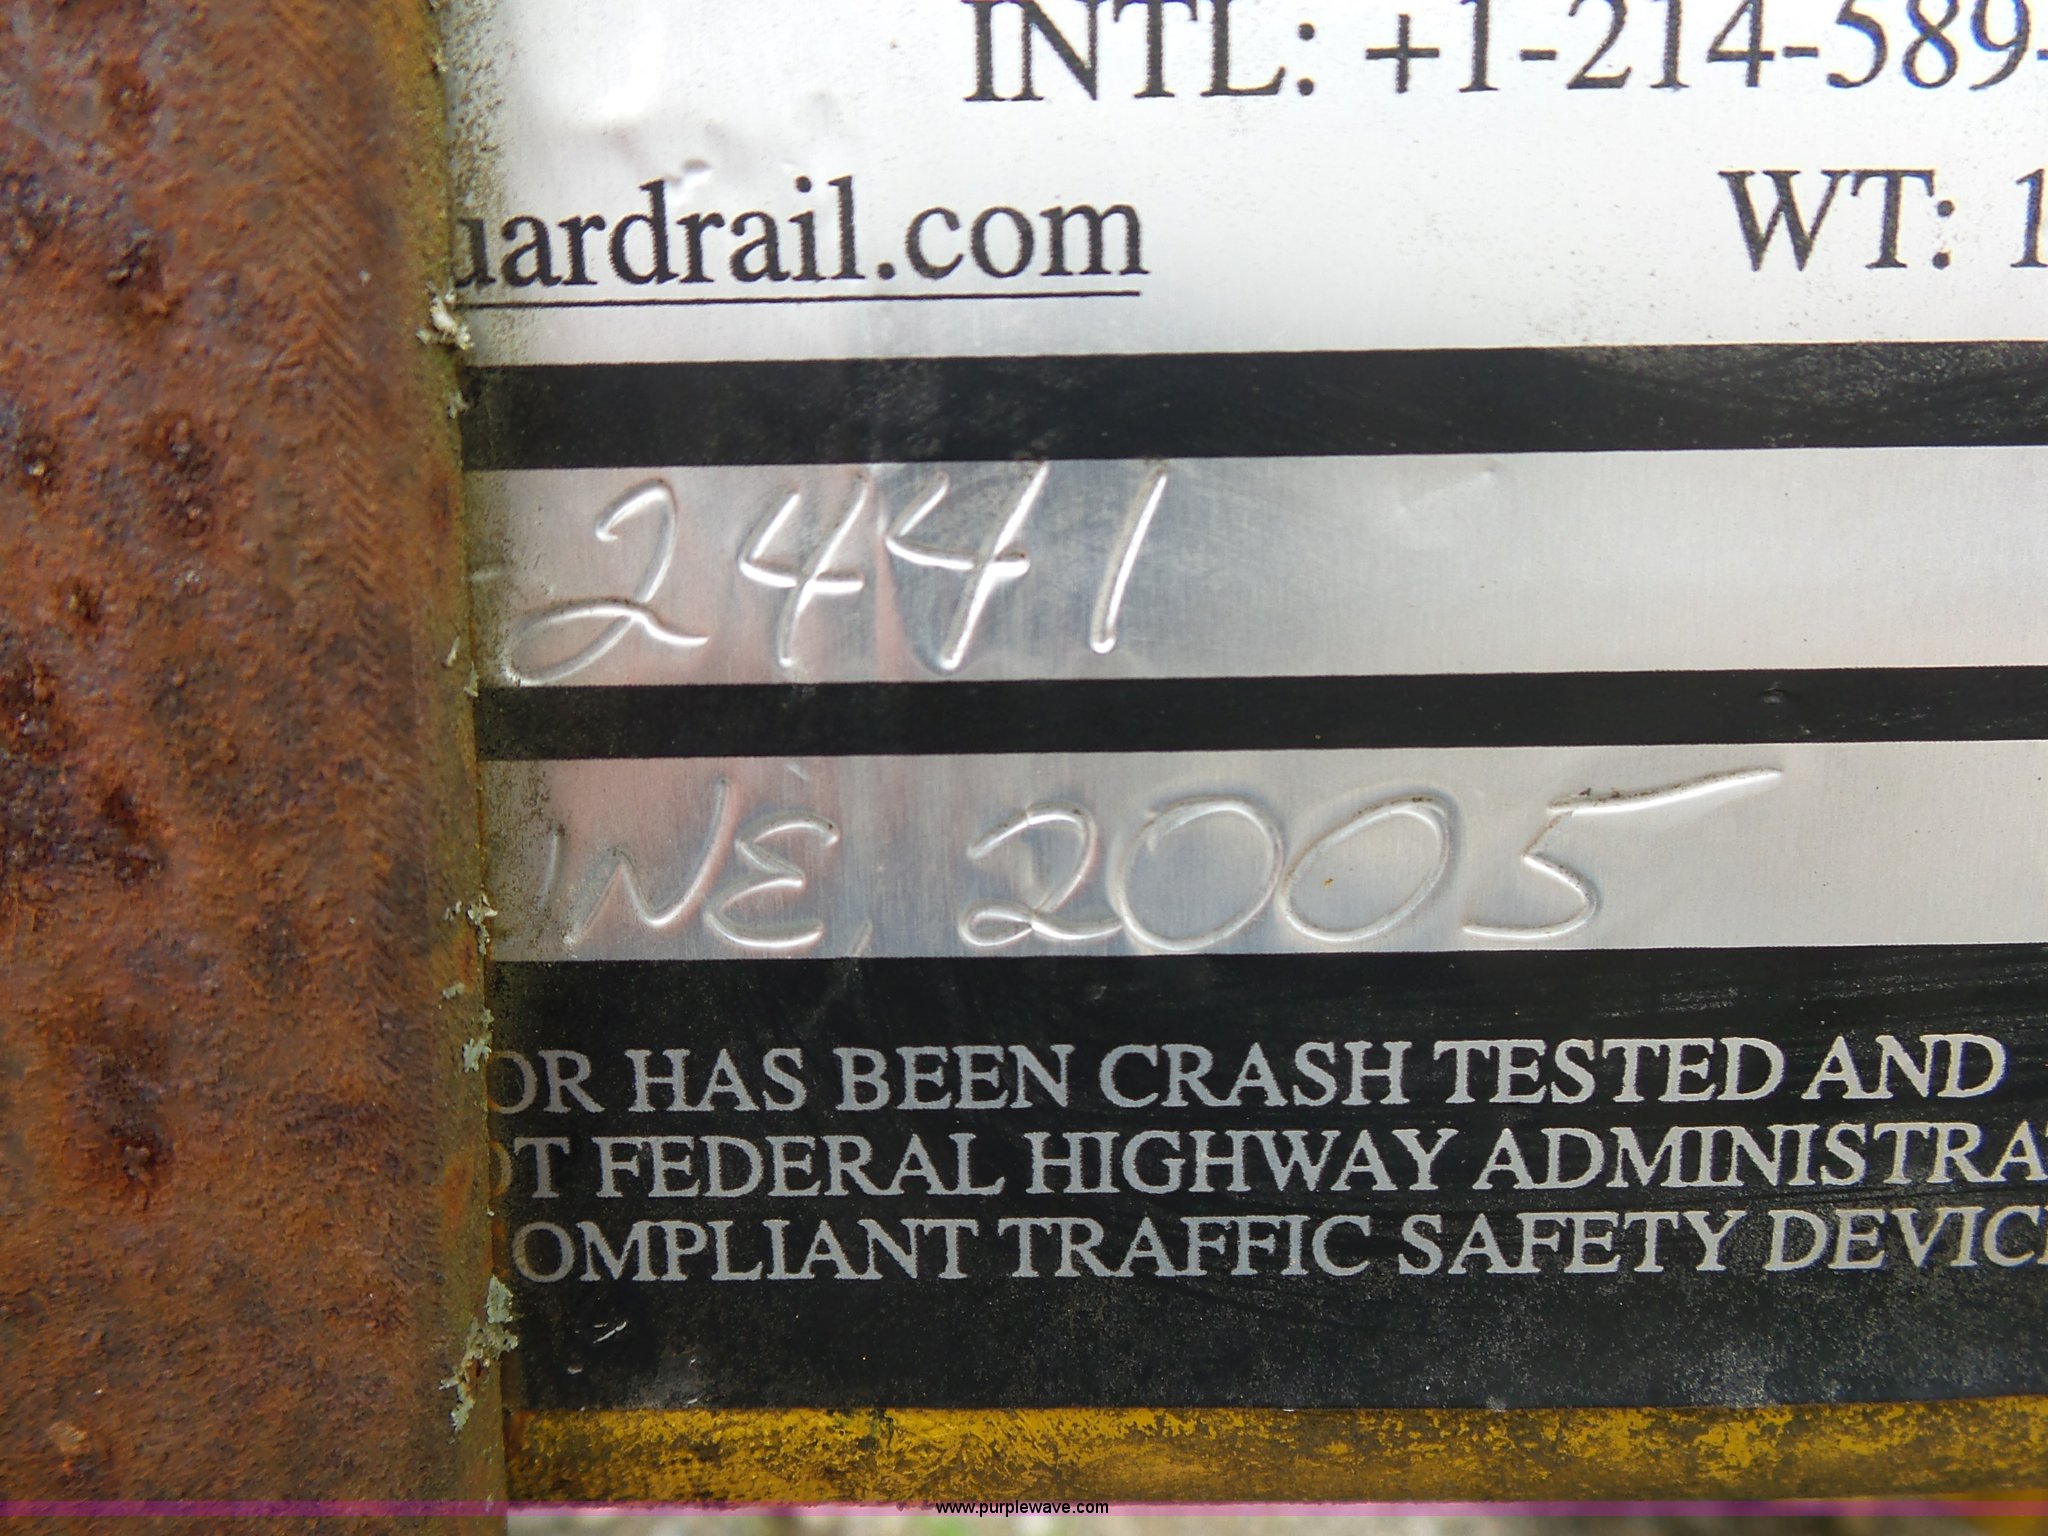 INTL: +1-214-589-
uardrail.com WT: 1
2441
NE, 2005
OR HAS BEEN CRASH TESTED AND
OT FEDERAL HIGHWAY ADMINISTRA
OMPLIANT TRAFFIC SAFETY DEVIC
www.purplewave.com